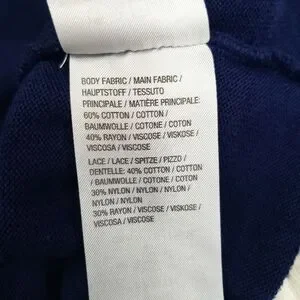 BODY FABRIC / MAIN FABRIC /
HAUPTSTOFF / TESSUTO
PRINCIPALE / MATIÈRE PRINCIPALE:
60% COTTON / COTTON /
BAUMWOLLE / COTONE / COTON
40% RAYON / VISCOSE / VISKOSE /
VISCOSA / VISCOSE
LACE / LACE / SPITZE / PIZZO /
DENTELLE: 40% COTTON / COTTON
/ BAUMWOLLE / COTONE / COTON
30% NYLON / NYLON / NYLON /
NYLON / NYLON
30% RAYON / VISCOSE / VISKOSE /
VISCOSA / VISCOSE